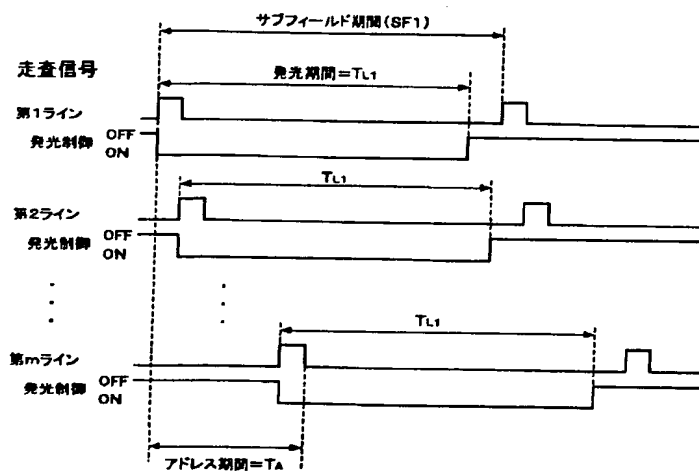 サブフィールド期間(SF1)
走査信号
発光期間=TL1
第1ライン
発光制御 OFF
ON
TL1
第2ライン
発光制御 OFF
ON
TL1
第mライン
発光制御 OFF
ON
アドレス期間=TA